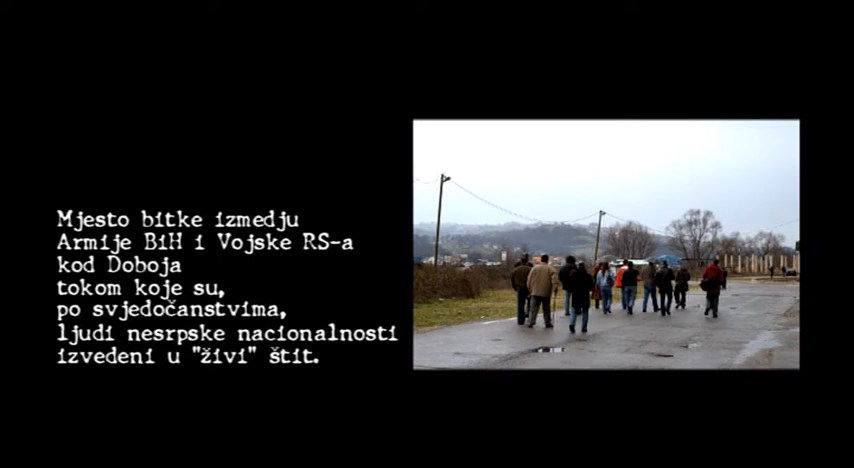 Mjesto bitke izmedju
Armije BiH i Vojske RS-a
kod Doboja
tokom koje su,
po svjedočanstvima,
ljudi nesrpske nacionalnosti
izvedeni u "živi" štit.